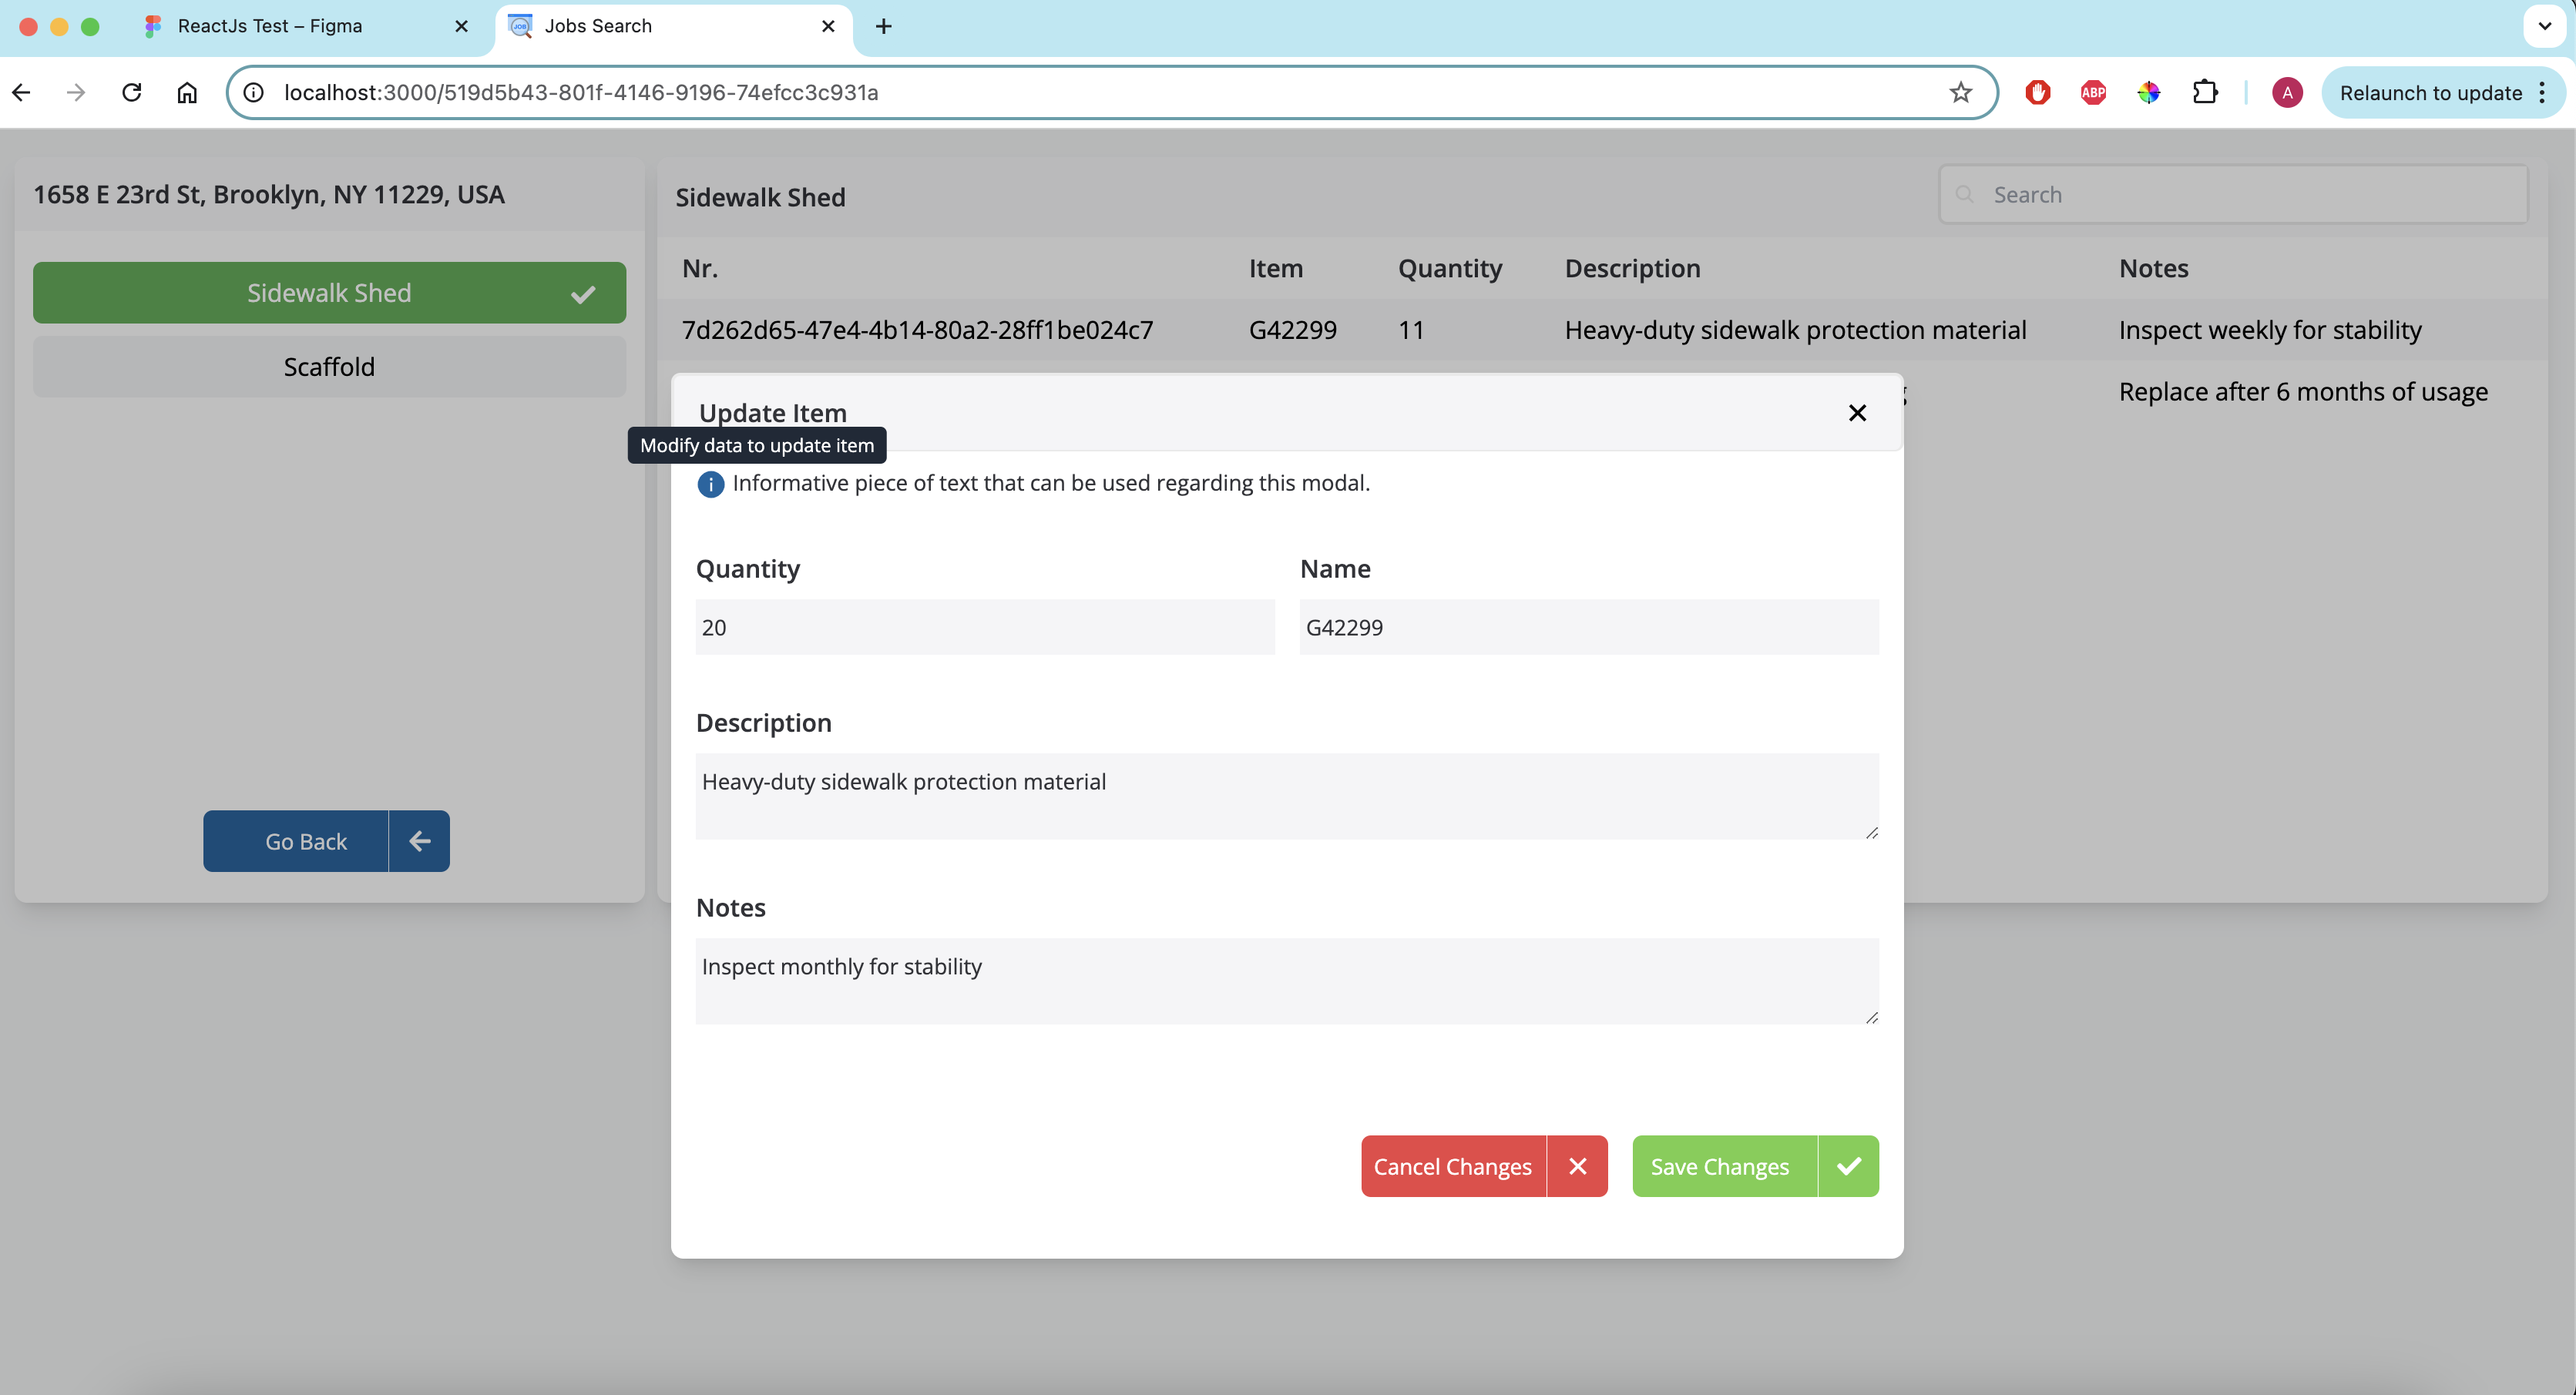 ReactJs Test – Figma
Jobs Search
localhost:3000/519d5b43-801f-4146-9196-74efcc3c931a
ABP
A
Relaunch to update
1658 E 23rd St, Brooklyn, NY 11229, USA
Sidewalk Shed
Scaffold
Go Back
Sidewalk Shed
Search
Nr. Item Quantity Description Notes
7d262d65-47e4-4b14-80a2-28ff1be024c7 G42299 11 Heavy-duty sidewalk protection material Inspect weekly for stability
Replace after 6 months of usage
Update Item
Modify data to update item
Informative piece of text that can be used regarding this modal.
Quantity Name
20 G42299
Description
Heavy-duty sidewalk protection material
Notes
Inspect monthly for stability
Cancel Changes Save Changes